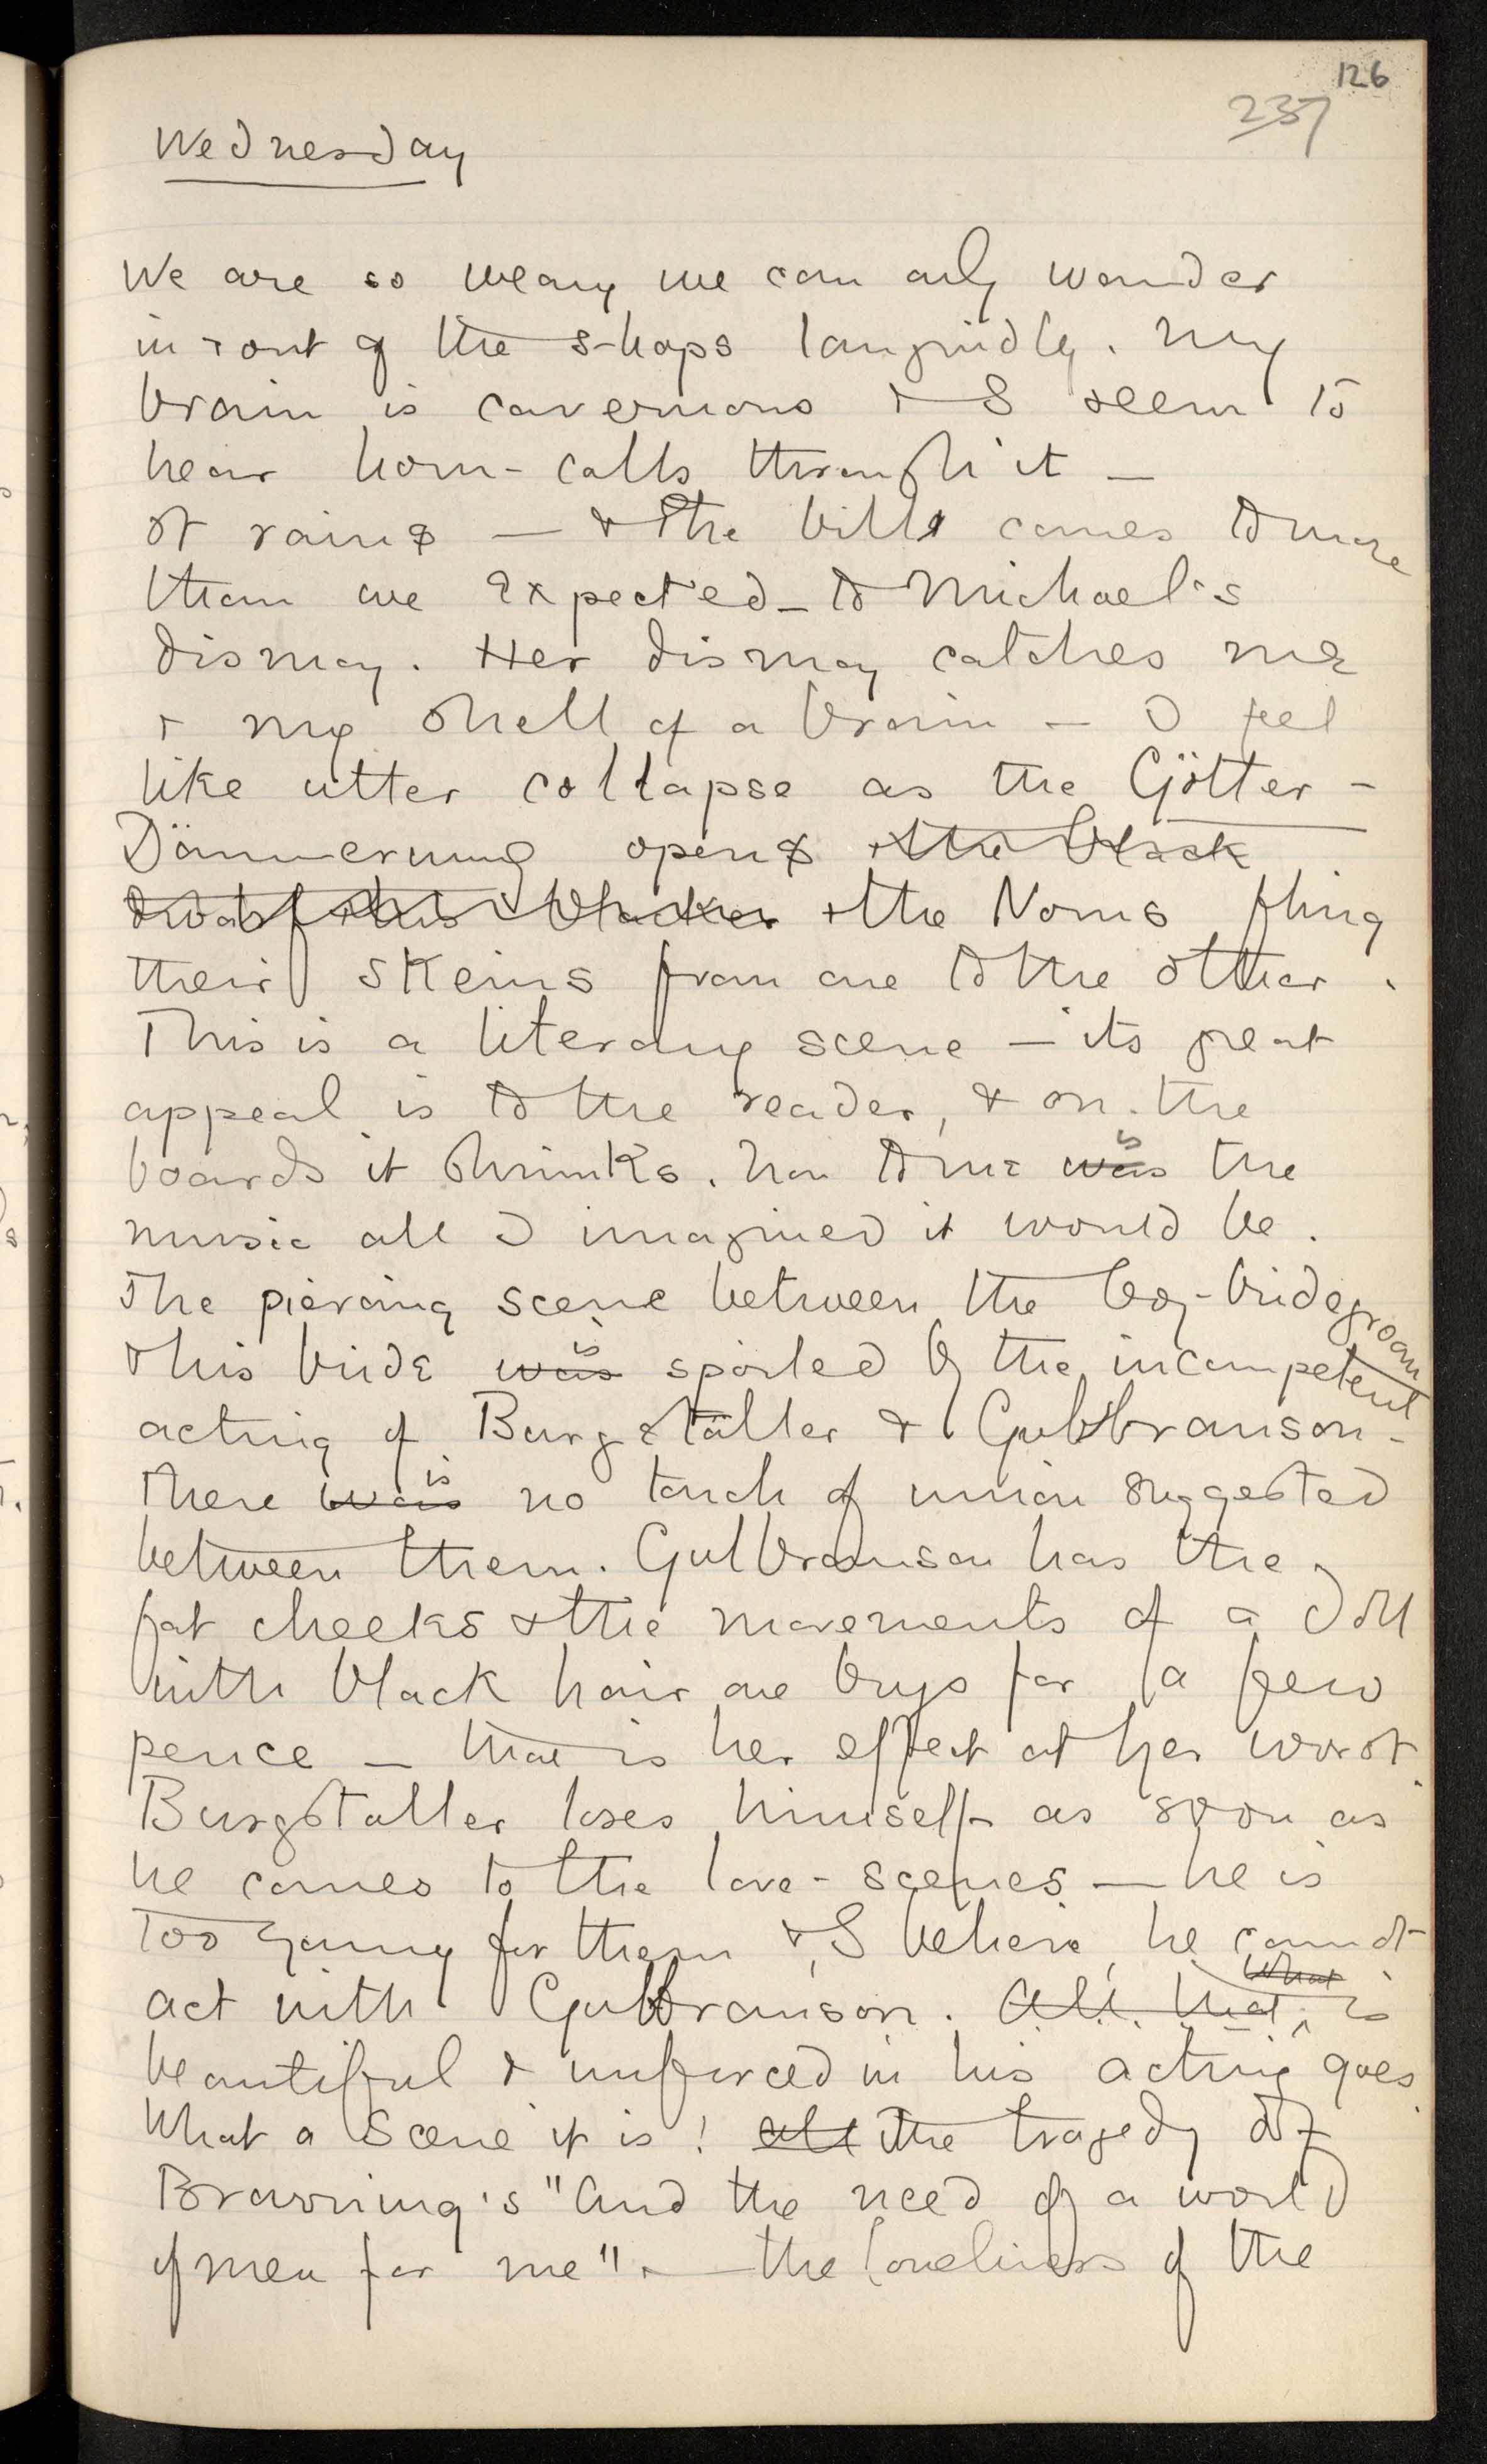 126
237
Wednesday
We are so weary we can only wander
in & out of the shops languidly. My
brain is cavernous & I seem to
hear horn-calls through it —
It rains — & the bill comes to more
than we expected — to Michael's
dismay. Her dismay catches me
& my shell of a brain — I feel
like utter collapse as the Götter-
Dämmerung opens & the black
& the Norns fling
their skeins from one to the other.
This is a literary scene — its great
appeal is to the reader, & on the
boards it shrinks. Nor to me was is the
music all I imagined it would be.
The piercing scene between the boy-bridegroom
& his bride was is spoiled by the incompetent
acting of Burgställer & Gulbranson —
There was is no touch of union suggested
between them. Gulbranson has the
fat cheeks & the movements of a Doll
with black hair one buys for a few
pence — that is her effect at her worst.
Burgstaller loses himself as soon as
he comes to the love-scenes — he is
too young for them & I believe he cannot
act with Gulbranson. All that what is
beautiful & unforced in his acting goes.
What a Scene it is! all The tragedy of
Browning's "And the need of a world
of men for me". — the loneliness of the